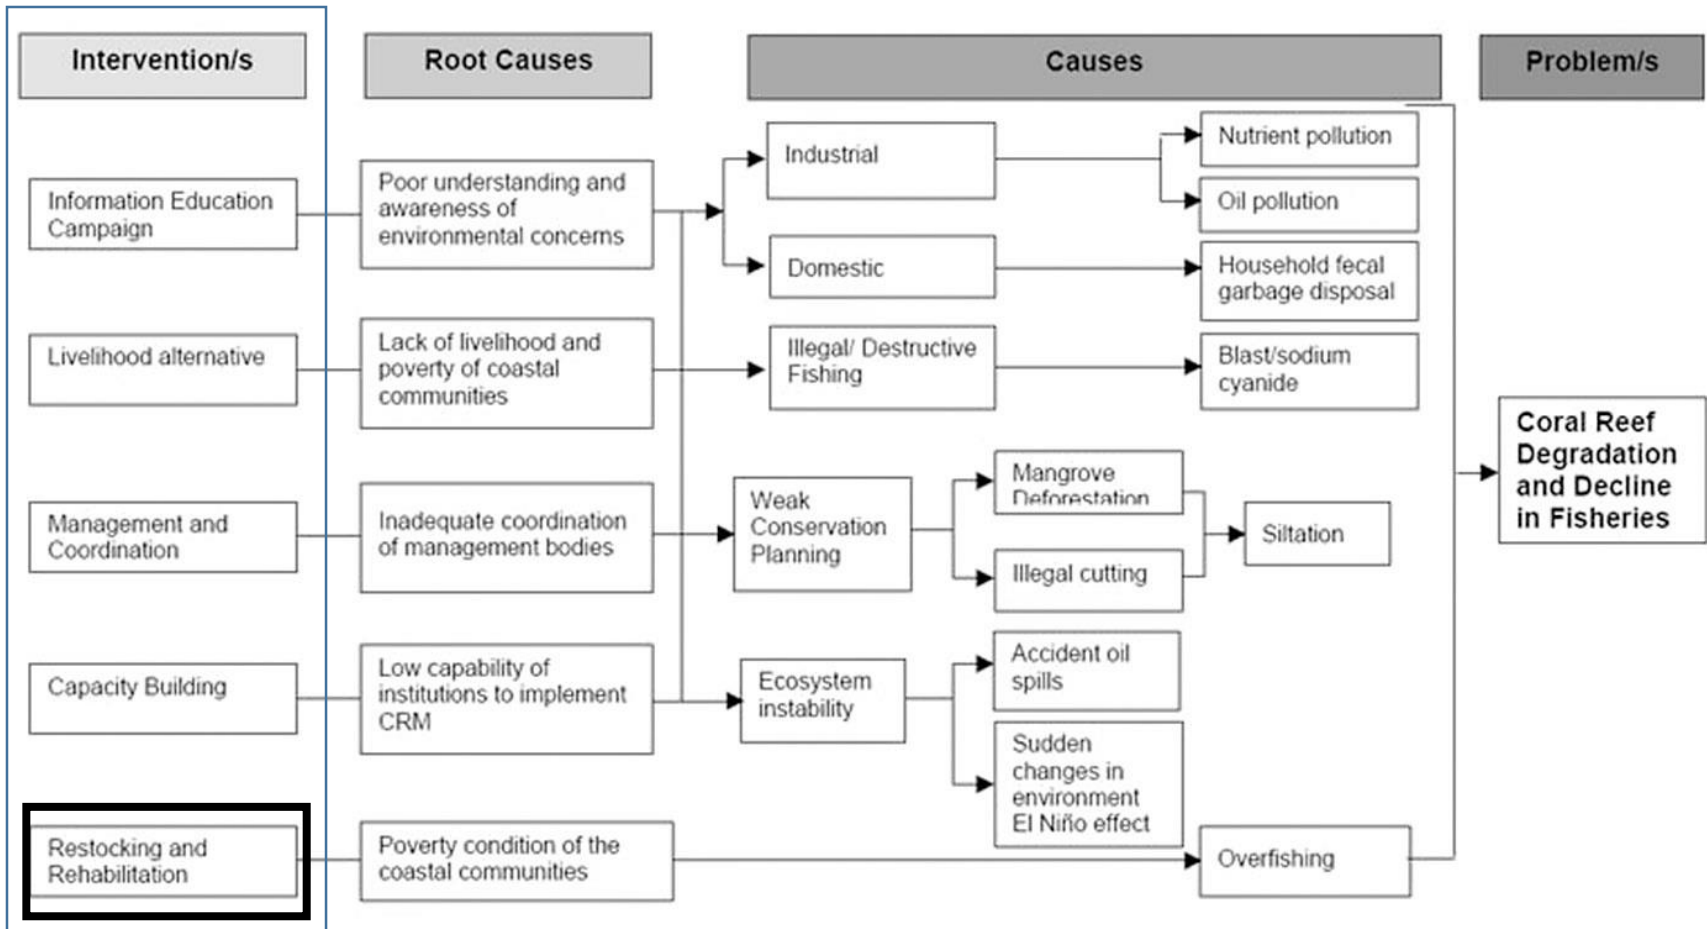 Intervention/s
Root Causes
Causes
Problem/s
Information Education
Campaign
Poor understanding and
awareness of
environmental concerns
Industrial
Nutrient pollution
Oil pollution
Domestic
Household fecal
garbage disposal
Livelihood alternative
Lack of livelihood and
poverty of coastal
communities
Illegal/ Destructive
Fishing
Blast/sodium
cyanide
Management and
Coordination
Inadequate coordination
of management bodies
Weak
Conservation
Planning
Mangrove
Deforestation
Illegal cutting
Siltation
Coral Reef
Degradation
and Decline
in Fisheries
Capacity Building
Low capability of
institutions to implement
CRM
Ecosystem
instability
Accident oil
spills
Sudden
changes in
environment
El Niño effect
Restocking and
Rehabilitation
Poverty condition of the
coastal communities
Overfishing